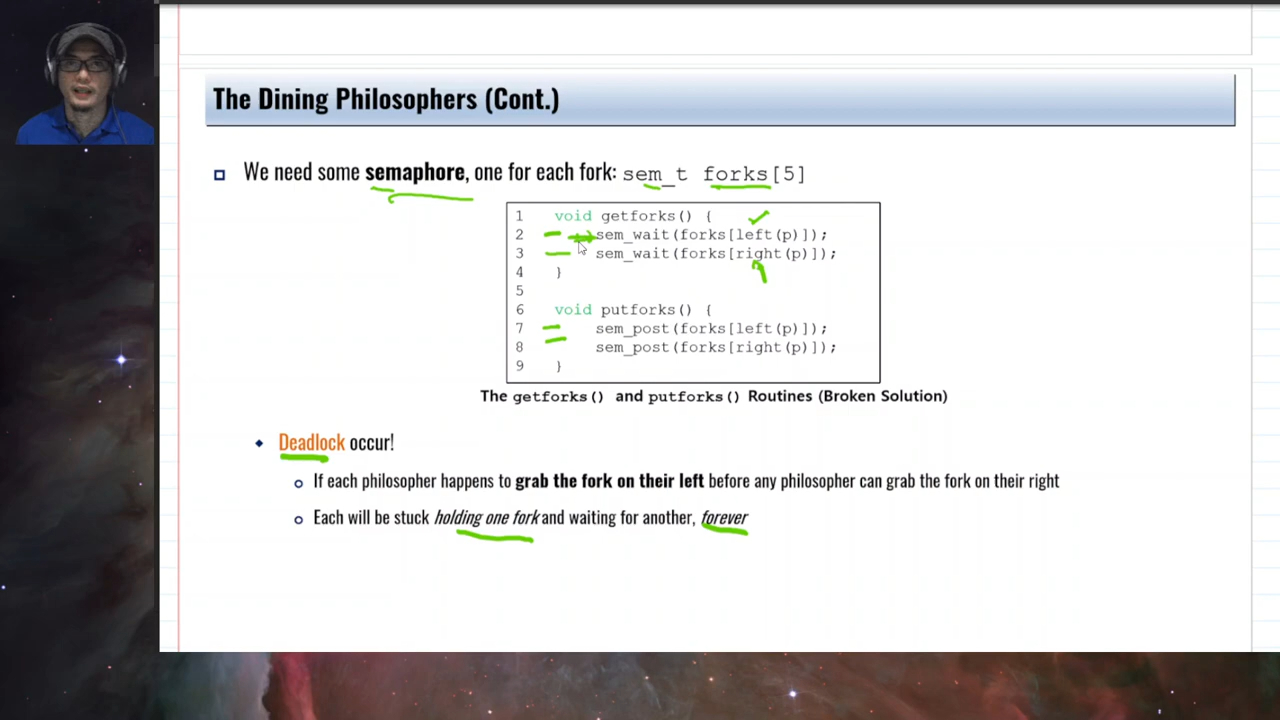 The Dining Philosophers (Cont.)
We need some semaphore, one for each fork: sem_t forks[5]
1 void getforks() {
2 sem_wait(forks[left(p)]);
3 sem_wait(forks[right(p)]);
4 }
5
6 void putforks() {
7 sem_post(forks[left(p)]);
8 sem_post(forks[right(p)]);
9 }
The getforks() and putforks() Routines (Broken Solution)
Deadlock occur!
If each philosopher happens to grab the fork on their left before any philosopher can grab the fork on their right
Each will be stuck holding one fork and waiting for another, forever